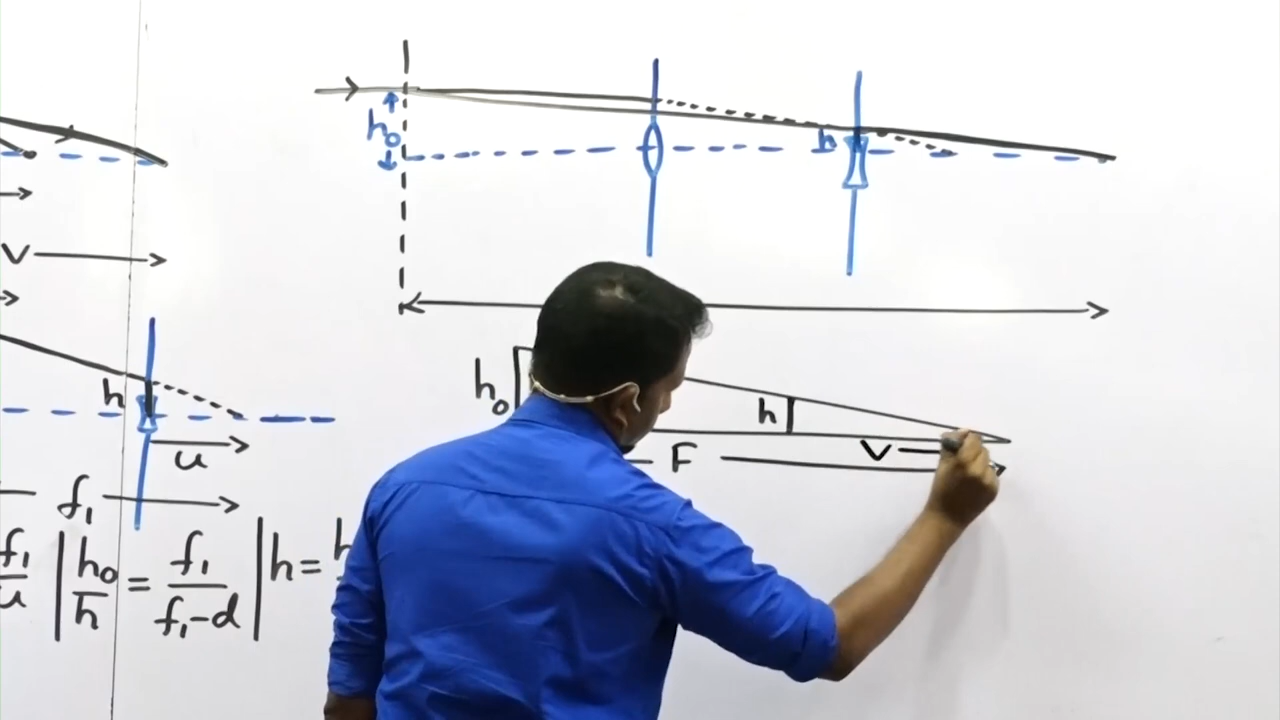 h₀
h
V
h₀
h
V
F
h
u
f₁
f₁/u | h₀/h = f₁/(f₁-d) | h =